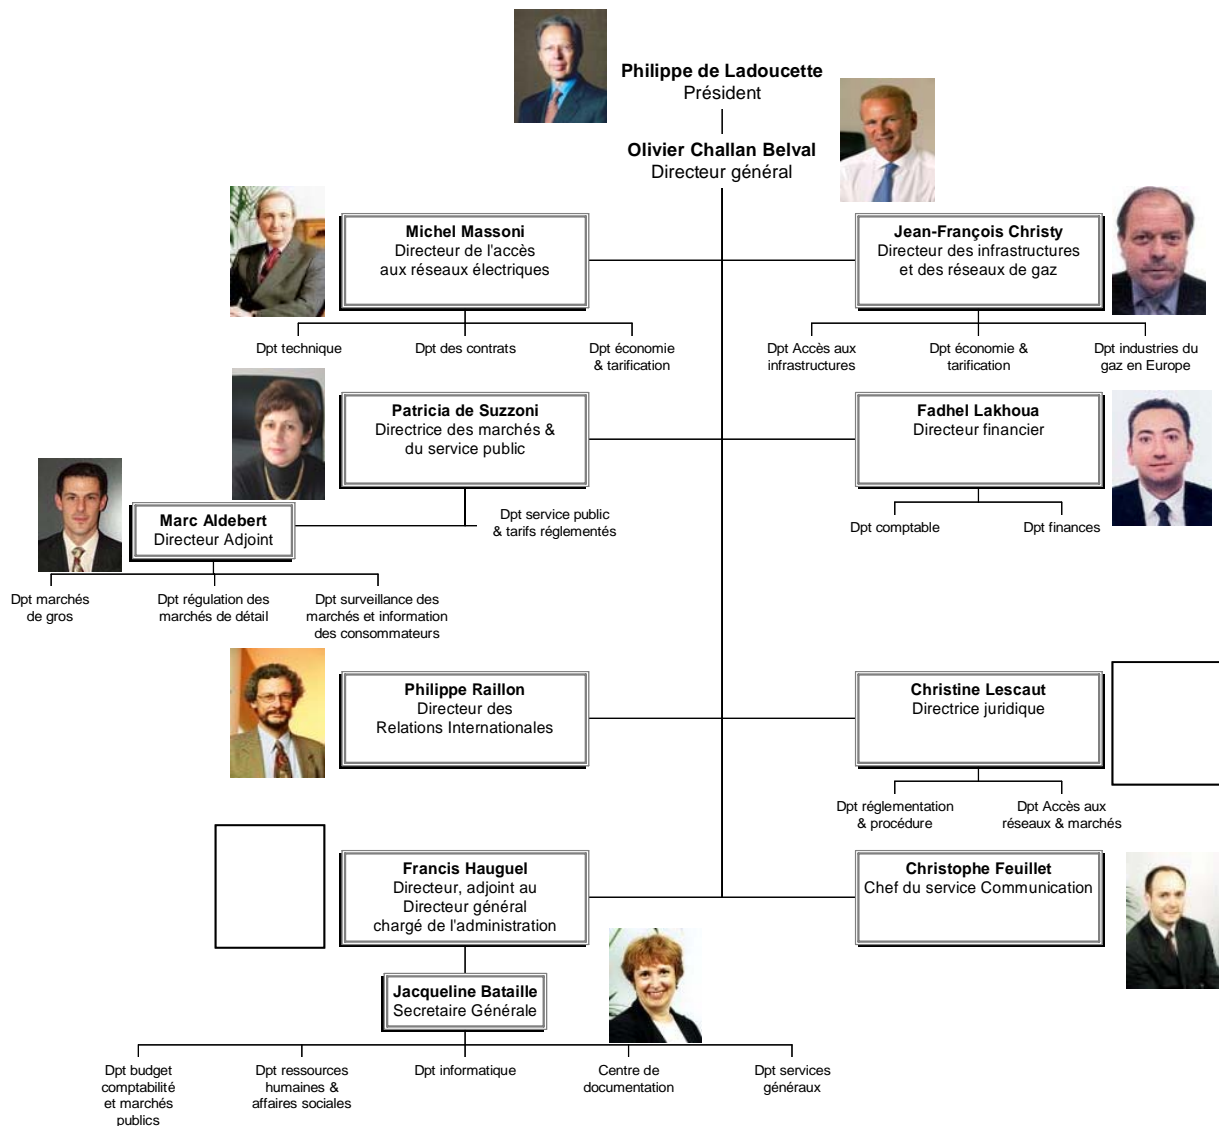 Philippe de Ladoucette
Président
Olivier Challan Belval
Directeur général
Michel Massoni
Directeur de l'accès
aux réseaux électriques
Jean-François Christy
Directeur des infrastructures
et des réseaux de gaz
Dpt technique
Dpt des contrats
Dpt économie
& tarification
Dpt Accès aux
infrastructures
Dpt économie &
tarification
Dpt industries du
gaz en Europe
Patricia de Suzzoni
Directrice des marchés &
du service public
Fadhel Lakhoua
Directeur financier
Marc Aldebert
Directeur Adjoint
Dpt service public
& tarifs réglementés
Dpt comptable
Dpt finances
Dpt marchés
de gros
Dpt régulation des
marchés de détail
Dpt surveillance des
marchés et information
des consommateurs
Philippe Raillon
Directeur des
Relations Internationales
Christine Lescaut
Directrice juridique
Dpt réglementation
& procédure
Dpt Accès aux
réseaux & marchés
Francis Hauguel
Directeur, adjoint au
Directeur général
chargé de l'administration
Christophe Feuillet
Chef du service Communication
Jacqueline Bataille
Secretaire Générale
Dpt budget
comptabilité
et marchés
publics
Dpt ressources
humaines &
affaires sociales
Dpt informatique
Centre de
documentation
Dpt services
généraux